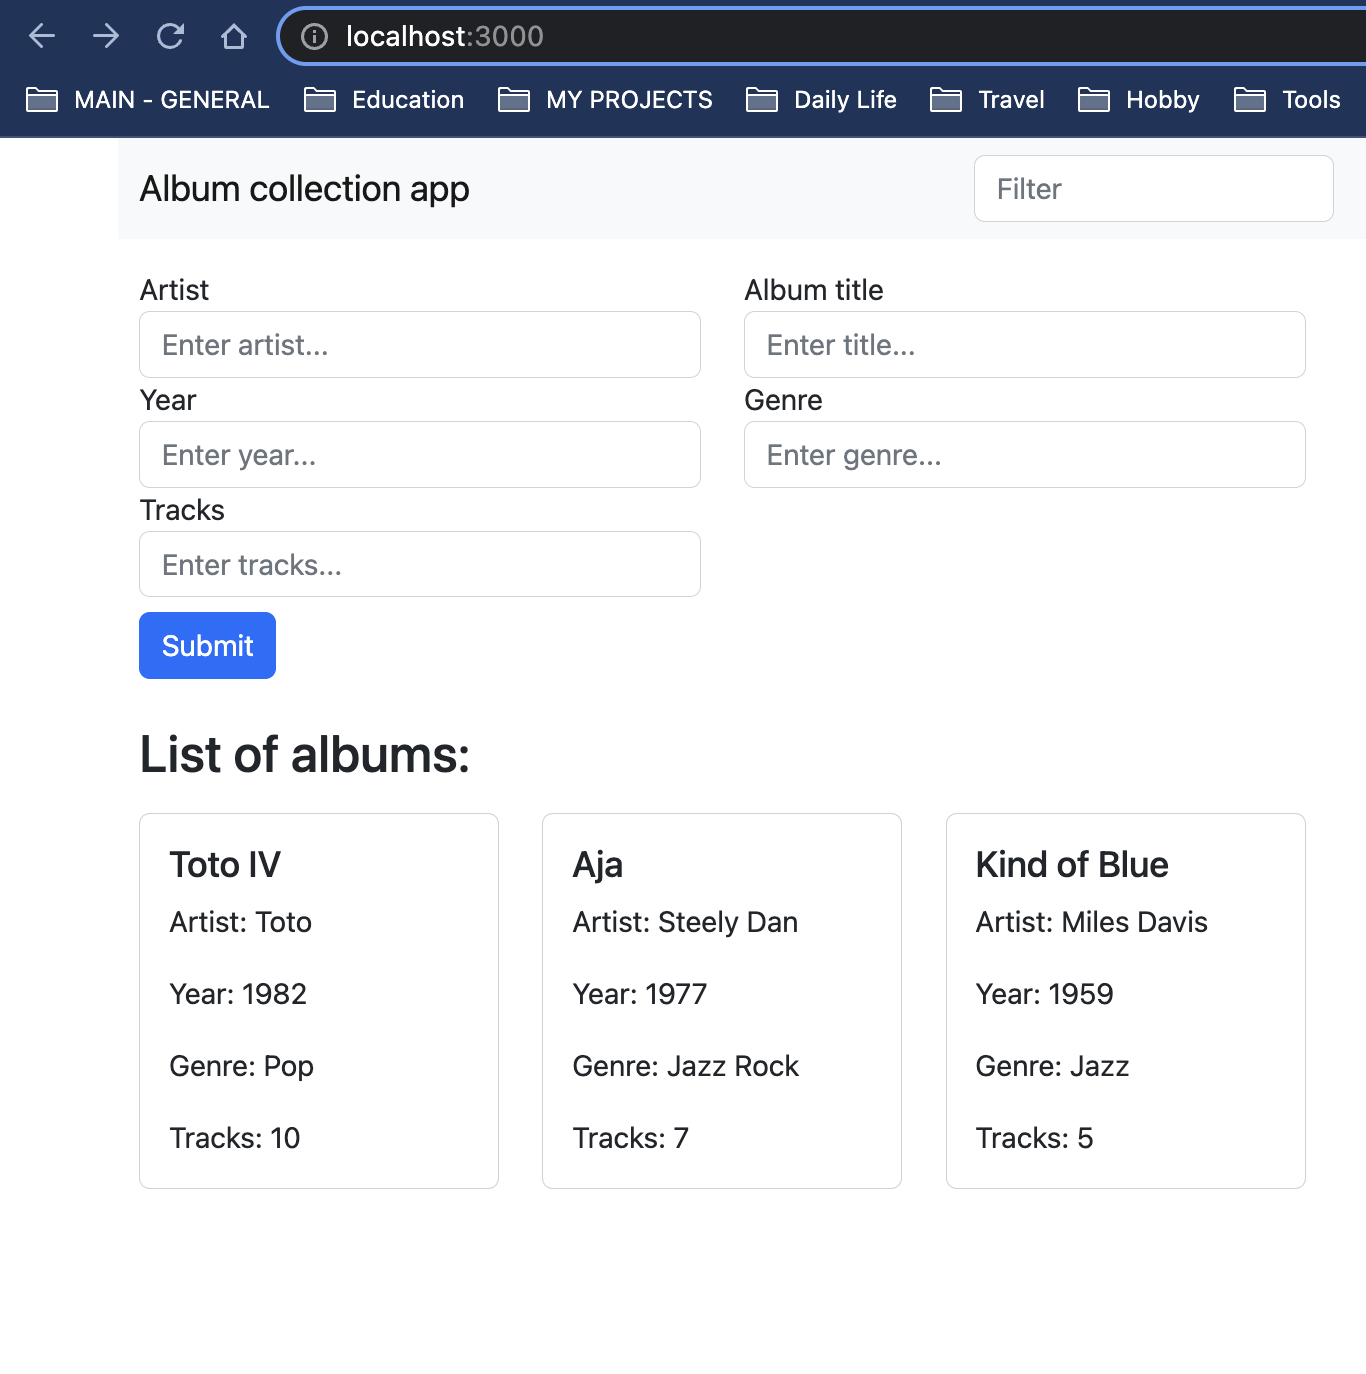 localhost:3000
MAIN - GENERAL Education MY PROJECTS Daily Life Travel Hobby Tools
Album collection app Filter
Artist Album title
Enter artist... Enter title...
Year Genre
Enter year... Enter genre...
Tracks
Enter tracks...
Submit
List of albums:
Toto IV
Artist: Toto
Year: 1982
Genre: Pop
Tracks: 10
Aja
Artist: Steely Dan
Year: 1977
Genre: Jazz Rock
Tracks: 7
Kind of Blue
Artist: Miles Davis
Year: 1959
Genre: Jazz
Tracks: 5